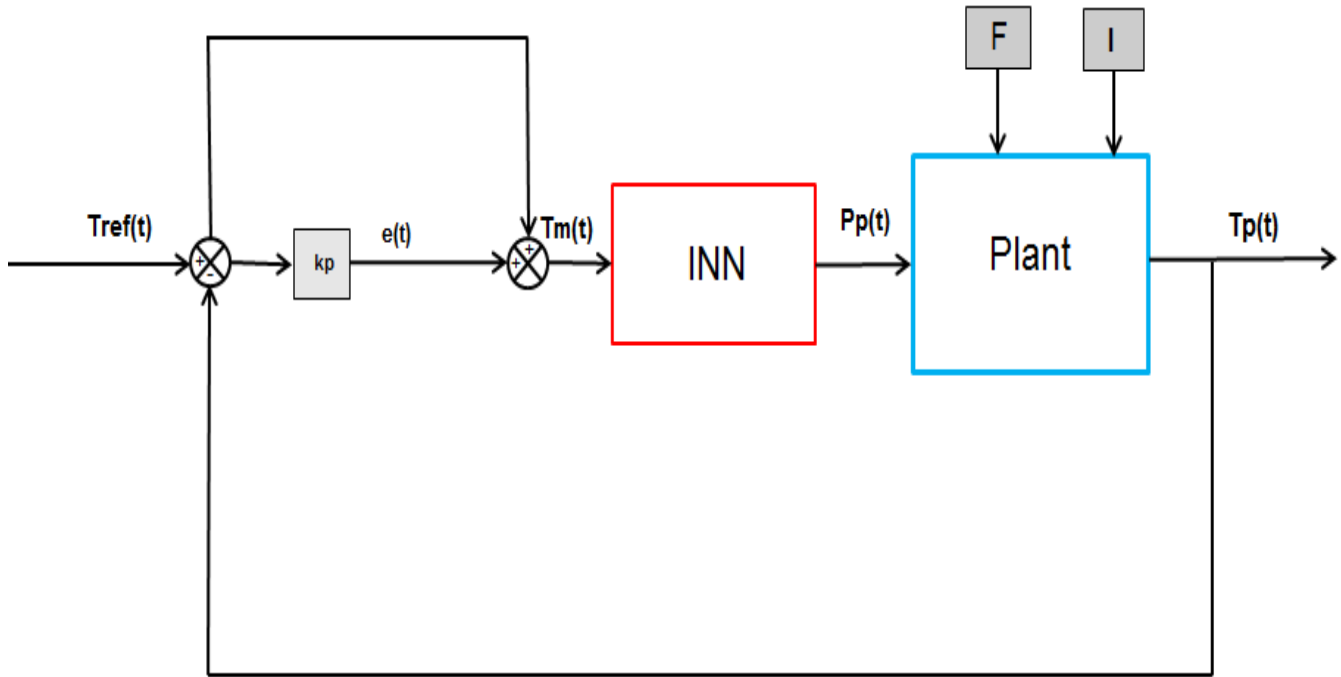 F
I
Tref(t)
+
-
kp
e(t)
+
+
Tm(t)
INN
Pp(t)
Plant
Tp(t)